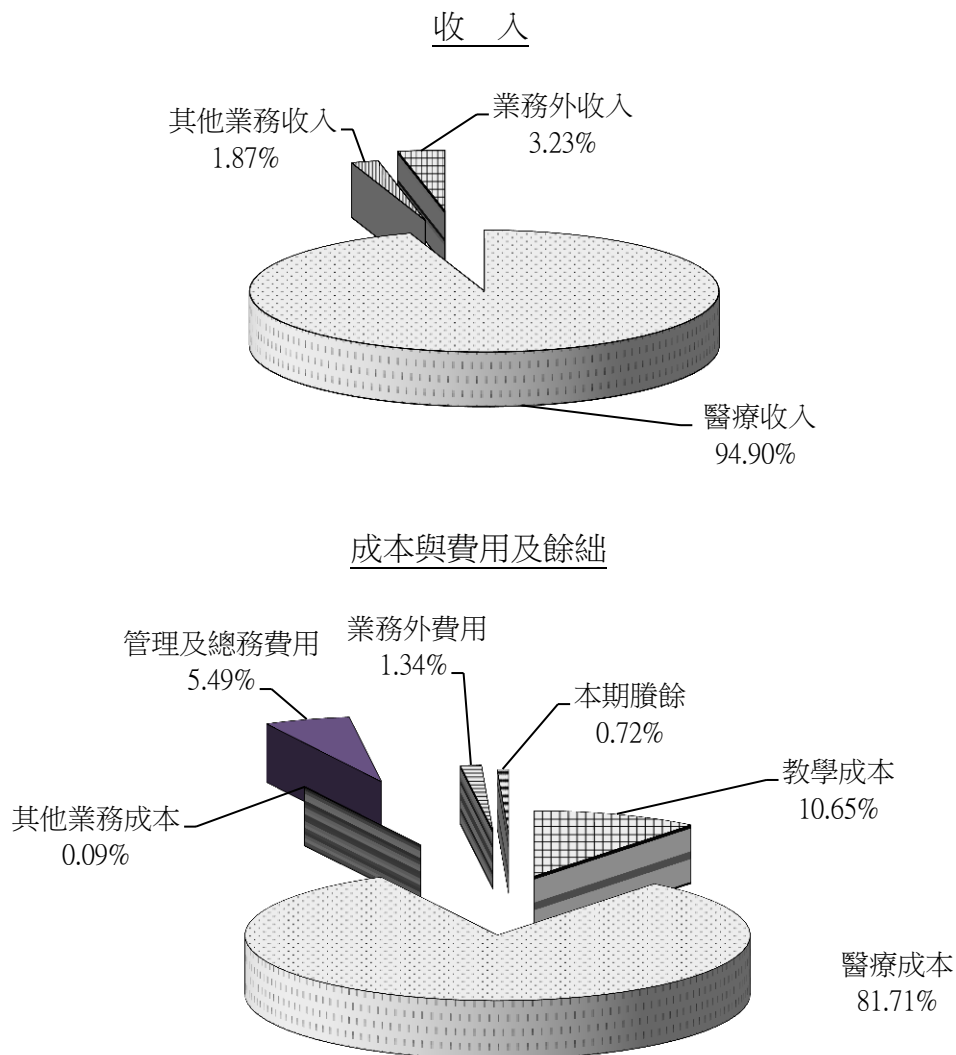 收　入
其他業務收入
1.87%
業務外收入
3.23%
醫療收入
94.90%
成本與費用及餘絀
管理及總務費用
5.49%
業務外費用
1.34%
本期賸餘
0.72%
教學成本
10.65%
其他業務成本
0.09%
醫療成本
81.71%